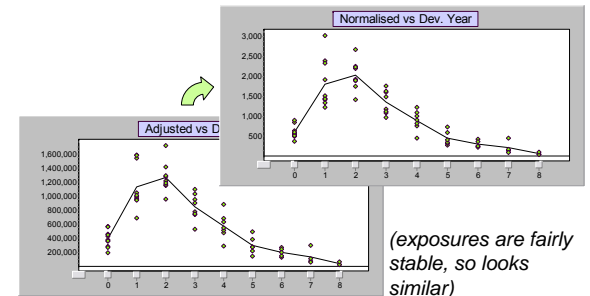 Normalised vs Dev. Year
3,000
2,500
2,000
1,500
1,000
500
0 1 2 3 4 5 6 7 8
Adjusted vs D
1,600,000
1,400,000
1,200,000
1,000,000
800,000
600,000
400,000
200,000
0 1 2 3 4 5 6 7 8
(exposures are fairly
stable, so looks
similar)